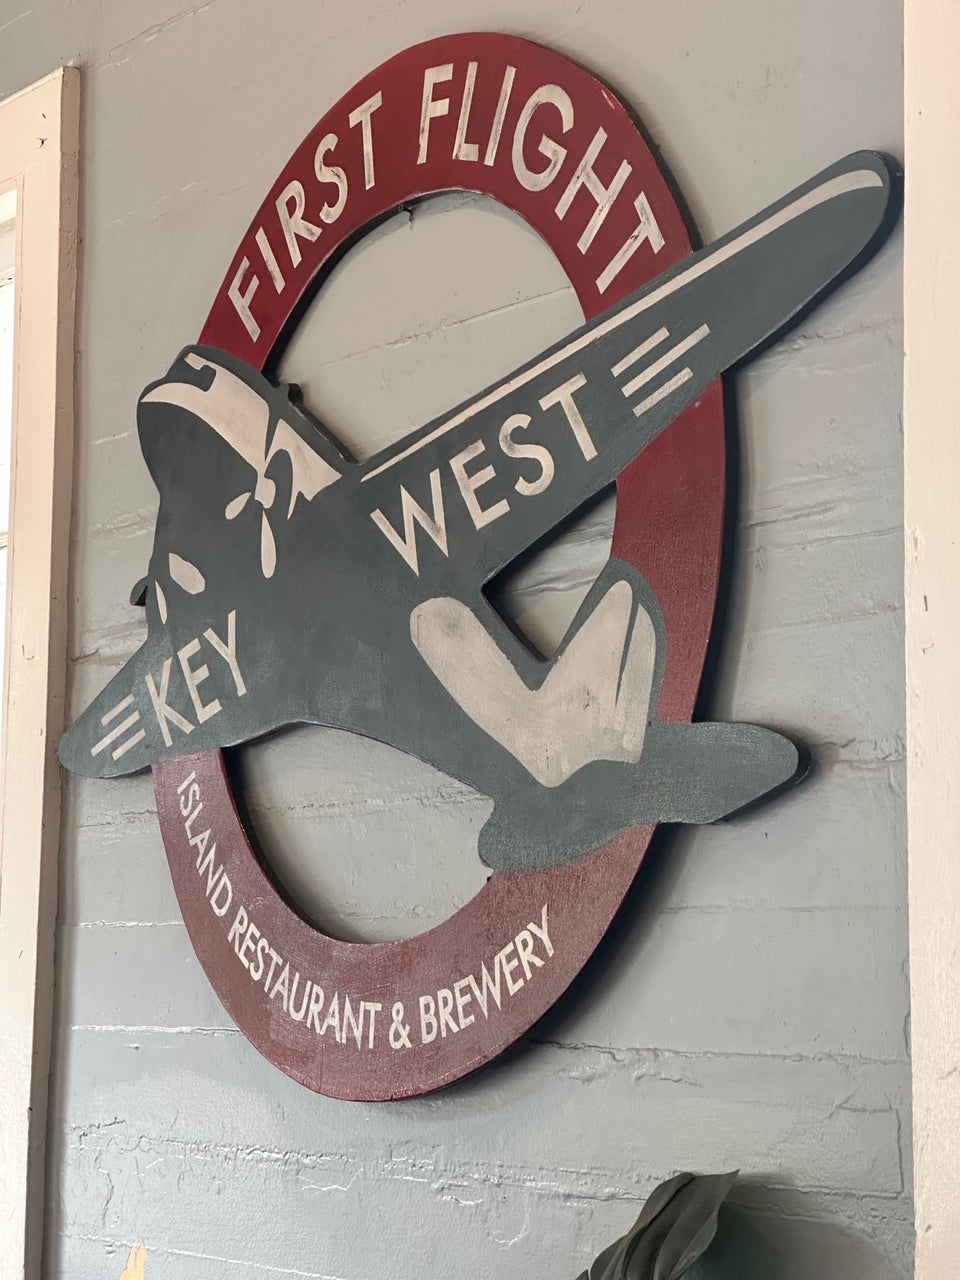 FIRST FLIGHT
KEY WEST
ISLAND RESTAURANT & BREWERY